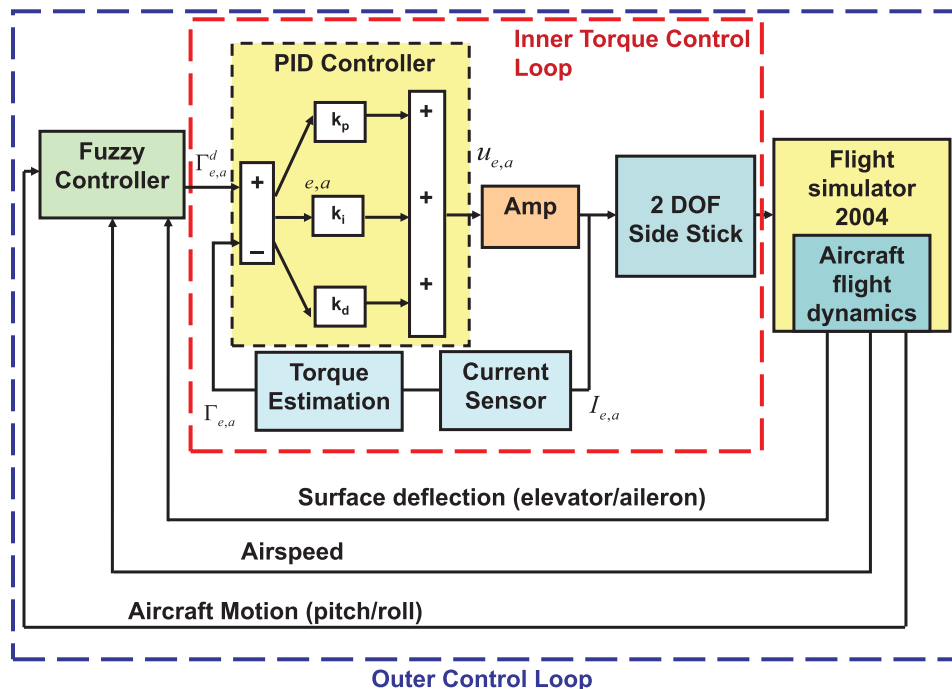 Inner Torque Control
Loop
PID Controller
Fuzzy
Controller
Γ^d_{e,a}
+
−
k_p
e,a
k_i
k_d
+
+
+
u_{e,a}
Amp
2 DOF
Side Stick
Flight
simulator
2004
Aircraft
flight
dynamics
Torque
Estimation
Current
Sensor
Γ_{e,a}
I_{e,a}
Surface deflection (elevator/aileron)
Airspeed
Aircraft Motion (pitch/roll)
Outer Control Loop